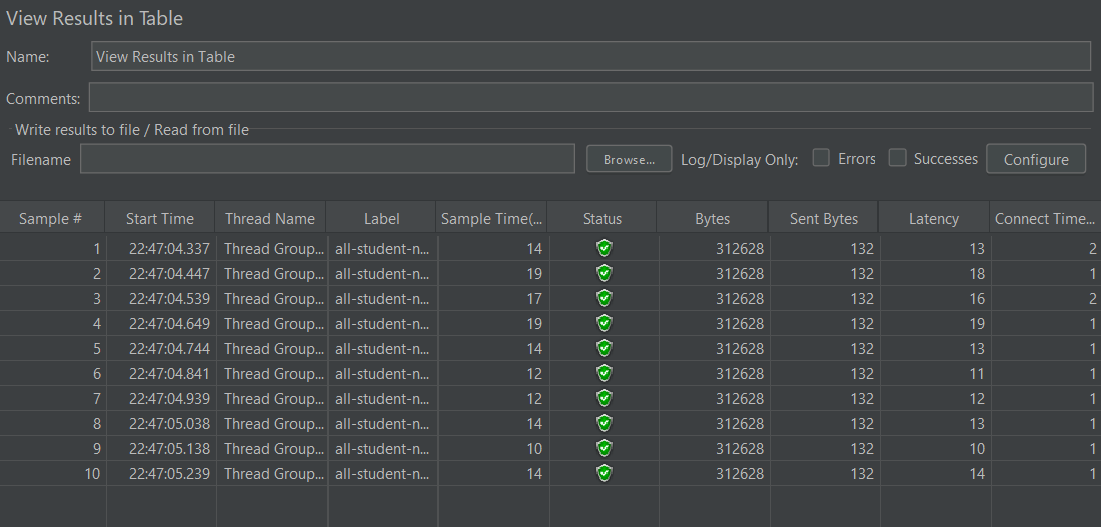 View Results in Table
Name: View Results in Table
Comments:
Write results to file / Read from file
Filename Browse... Log/Display Only: Errors Successes Configure
Sample # Start Time Thread Name Label Sample Time(... Status Bytes Sent Bytes Latency Connect Time...
1 22:47:04.337 Thread Group... all-student-n... 14 312628 132 13 2
2 22:47:04.447 Thread Group... all-student-n... 19 312628 132 18 1
3 22:47:04.539 Thread Group... all-student-n... 17 312628 132 16 2
4 22:47:04.649 Thread Group... all-student-n... 19 312628 132 19 1
5 22:47:04.744 Thread Group... all-student-n... 14 312628 132 13 1
6 22:47:04.841 Thread Group... all-student-n... 12 312628 132 11 1
7 22:47:04.939 Thread Group... all-student-n... 12 312628 132 12 1
8 22:47:05.038 Thread Group... all-student-n... 14 312628 132 13 1
9 22:47:05.138 Thread Group... all-student-n... 10 312628 132 10 1
10 22:47:05.239 Thread Group... all-student-n... 14 312628 132 14 1